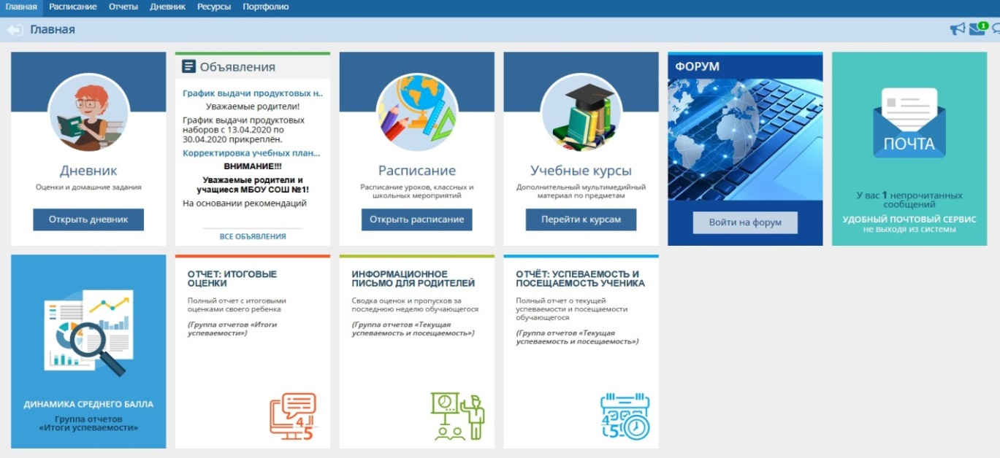 Главная Расписание Отчеты Дневник Ресурсы Портфолио
Главная
1
Дневник
Оценки и домашние задания
Открыть дневник
Объявления
График выдачи продуктовых н..
Уважаемые родители!
График выдачи продуктовых
наборов с 13.04.2020 по
30.04.2020 прикреплён.
Корректировка учебных план...
ВНИМАНИЕ!!!
Уважаемые родители и
учащиеся МБОУ СОШ №1!
На основании рекомендаций
ВСЕ ОБЪЯВЛЕНИЯ
Расписание
Расписание уроков, классных и
школьных мероприятий
Открыть расписание
Учебные курсы
Дополнительный мультимедийный
материал по предметам
Перейти к курсам
ФОРУМ
Войти на форум
ПОЧТА
У вас 1 непрочитанных
сообщений
УДОБНЫЙ ПОЧТОВЫЙ СЕРВИС
не выходя из системы
ДИНАМИКА СРЕДНЕГО БАЛЛА
Группа отчетов
«Итоги успеваемости»
ОТЧЕТ: ИТОГОВЫЕ
ОЦЕНКИ
Полный отчет с итоговыми
оценками своего ребенка
(Группа отчетов «Итоги
успеваемости»)
4
5
ИНФОРМАЦИОННОЕ
ПИСЬМО ДЛЯ РОДИТЕЛЕЙ
Сводка оценок и пропусков за
последнюю неделю обучающегося
(Группа отчетов «Текущая
успеваемость и посещаемость»)
ОТЧЁТ: УСПЕВАЕМОСТЬ И
ПОСЕЩАЕМОСТЬ УЧЕНИКА
Полный отчет о текущей
успеваемости и посещаемости
обучающегося
(Группа отчетов «Текущая
успеваемость и посещаемость»)
4
5